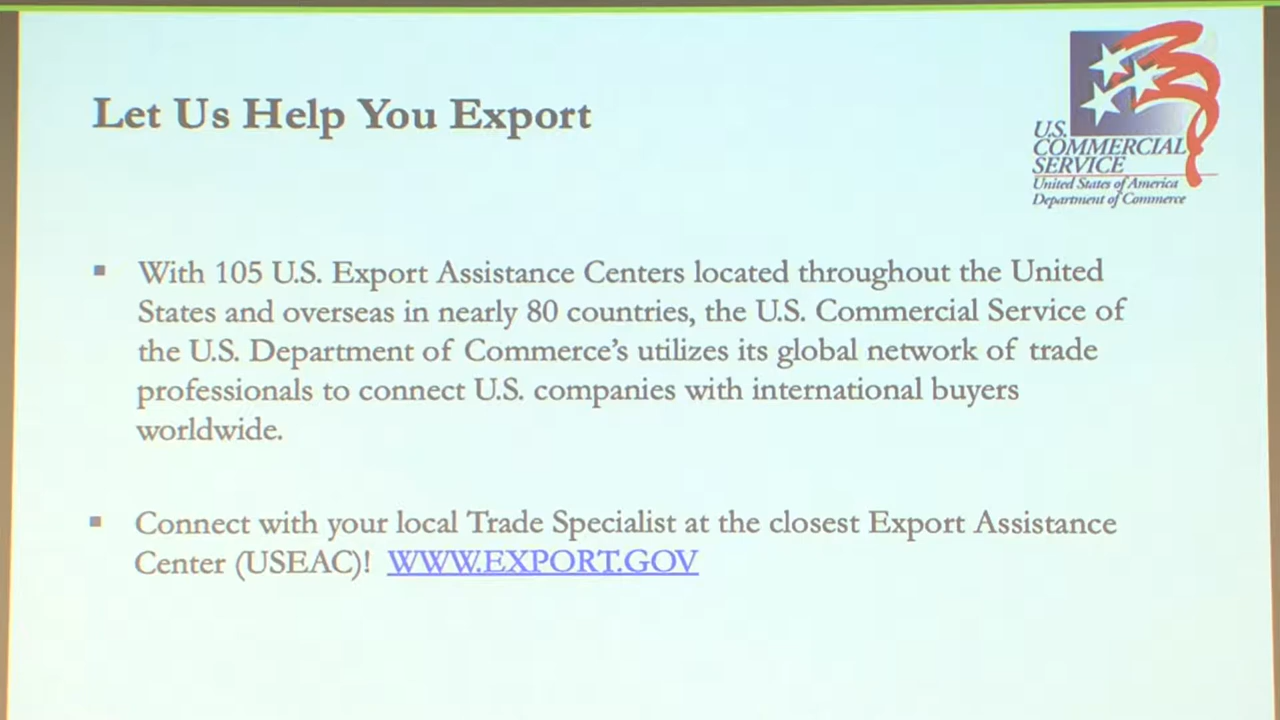 Let Us Help You Export
U.S.
COMMERCIAL
SERVICE
United States of America
Department of Commerce
▪ With 105 U.S. Export Assistance Centers located throughout the United
States and overseas in nearly 80 countries, the U.S. Commercial Service of
the U.S. Department of Commerce’s utilizes its global network of trade
professionals to connect U.S. companies with international buyers
worldwide.
▪ Connect with your local Trade Specialist at the closest Export Assistance
Center (USEAC)! WWW.EXPORT.GOV